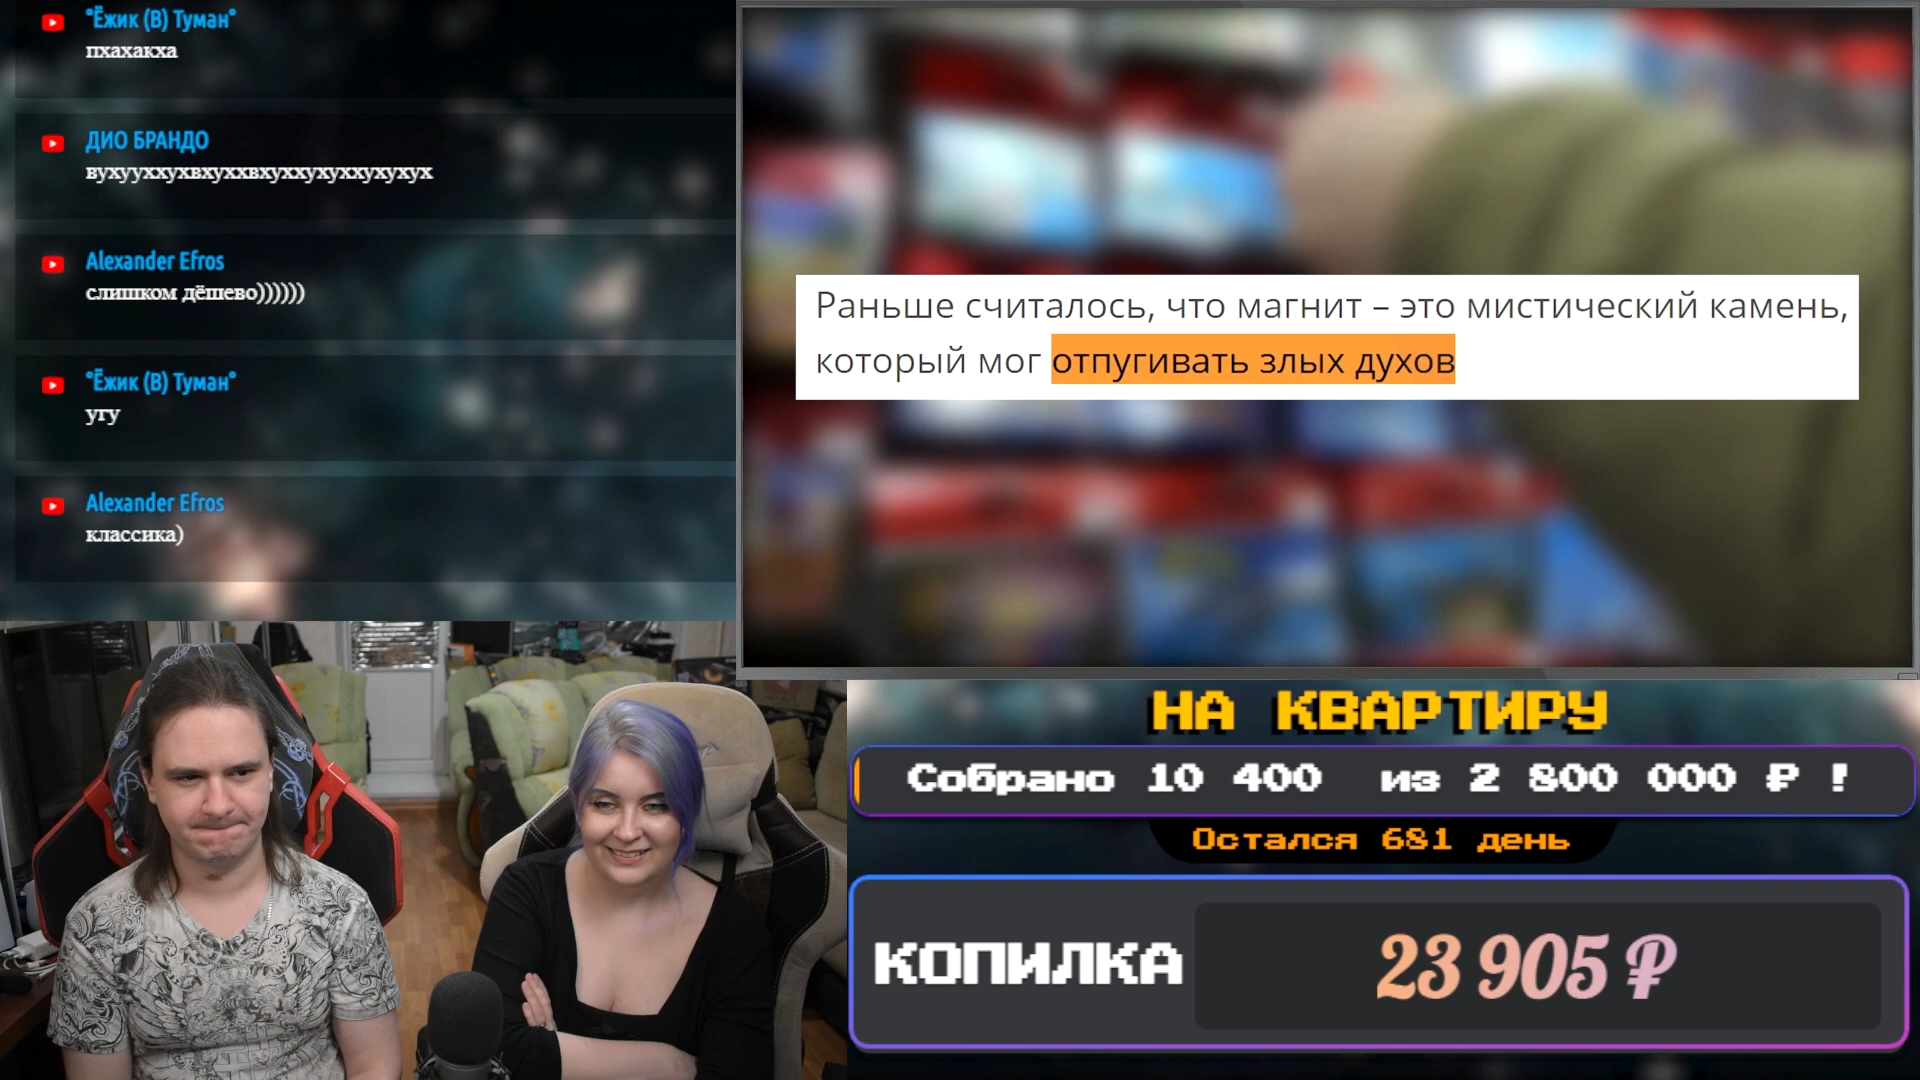 °Ёжик (В) Туман°
пхахакха
ДИО БРАНДО
вухууххухвхуххвхуххухуххухухух
Alexander Efros
слишком дёшево))))))
°Ёжик (В) Туман°
угу
Alexander Efros
классика)
Раньше считалось, что магнит – это мистический камень,
который мог отпугивать злых духов
НА КВАРТИРУ
Собрано 10 400 из 2 800 000 ₽ !
Остался 681 день
КОПИЛКА
23 905 ₽